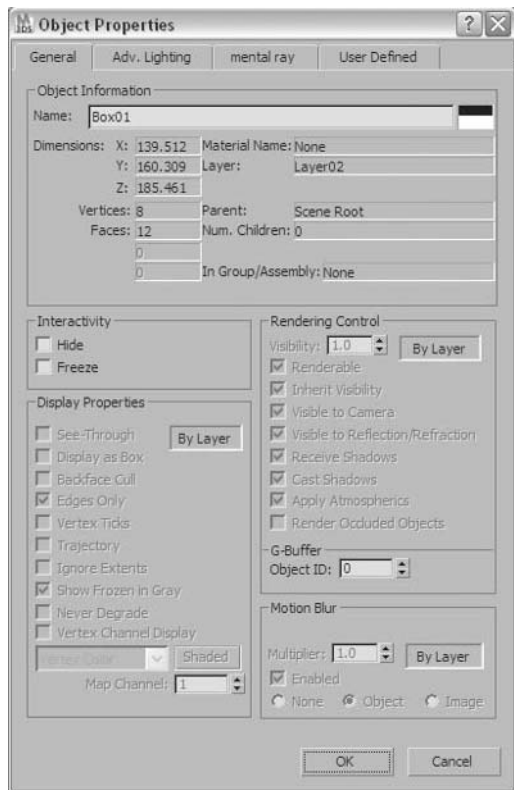 Object Properties
General Adv. Lighting mental ray User Defined
Object Information
Name: Box01
Dimensions: X: 139.512 Material Name: None
Y: 160.309 Layer: Layer02
Z: 185.461
Vertices: 8 Parent: Scene Root
Faces: 12 Num. Children: 0
0
0 In Group/Assembly: None
Interactivity
Hide
Freeze
Display Properties
See-Through By Layer
Display as Box
Backface Cull
Edges Only
Vertex Ticks
Trajectory
Ignore Extents
Show Frozen in Gray
Never Degrade
Vertex Channel Display
Vertex Color Shaded
Map Channel: 1
Rendering Control
Visibility: 1.0 By Layer
Renderable
Inherit Visibility
Visible to Camera
Visible to Reflection/Refraction
Receive Shadows
Cast Shadows
Apply Atmospherics
Render Occluded Objects
G-Buffer
Object ID: 0
Motion Blur
Multiplier: 1.0 By Layer
Enabled
None Object Image
OK Cancel